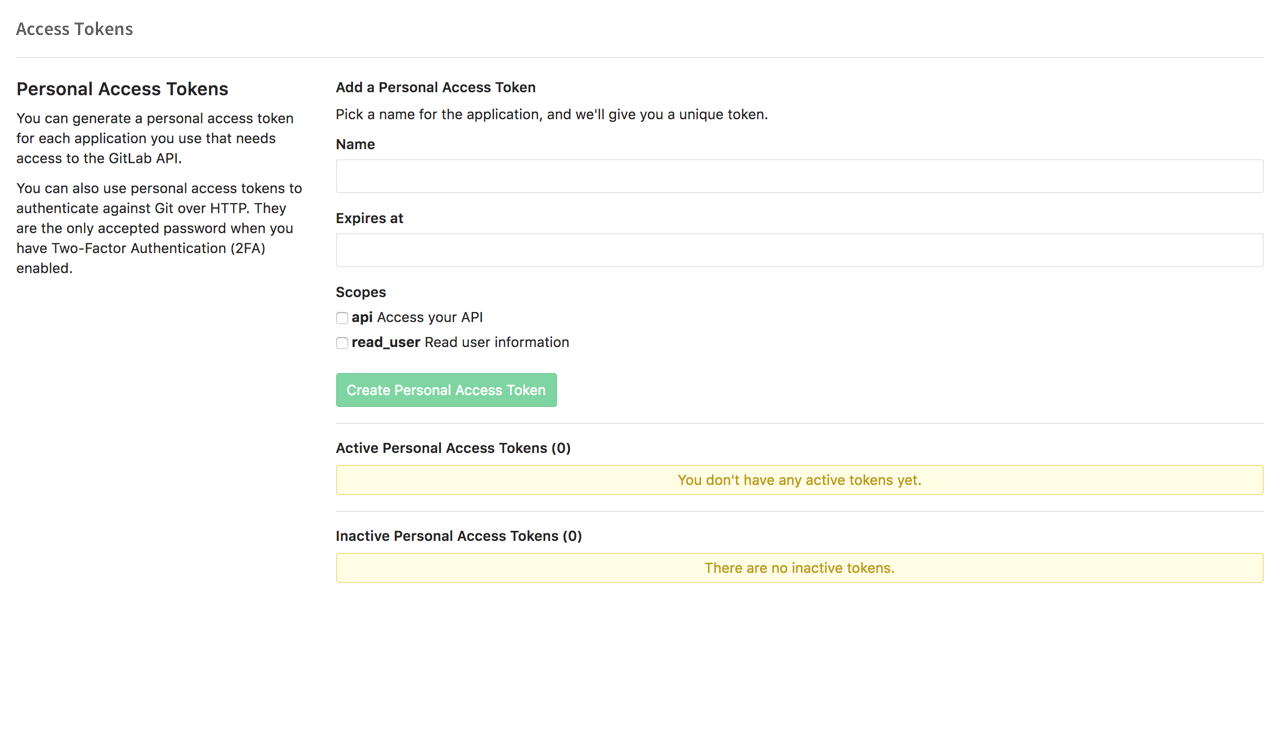 Access Tokens
Personal Access Tokens
You can generate a personal access token
for each application you use that needs
access to the GitLab API.
You can also use personal access tokens to
authenticate against Git over HTTP. They
are the only accepted password when you
have Two-Factor Authentication (2FA)
enabled.
Add a Personal Access Token
Pick a name for the application, and we'll give you a unique token.
Name
Expires at
Scopes
api Access your API
read_user Read user information
Create Personal Access Token
Active Personal Access Tokens (0)
You don't have any active tokens yet.
Inactive Personal Access Tokens (0)
There are no inactive tokens.